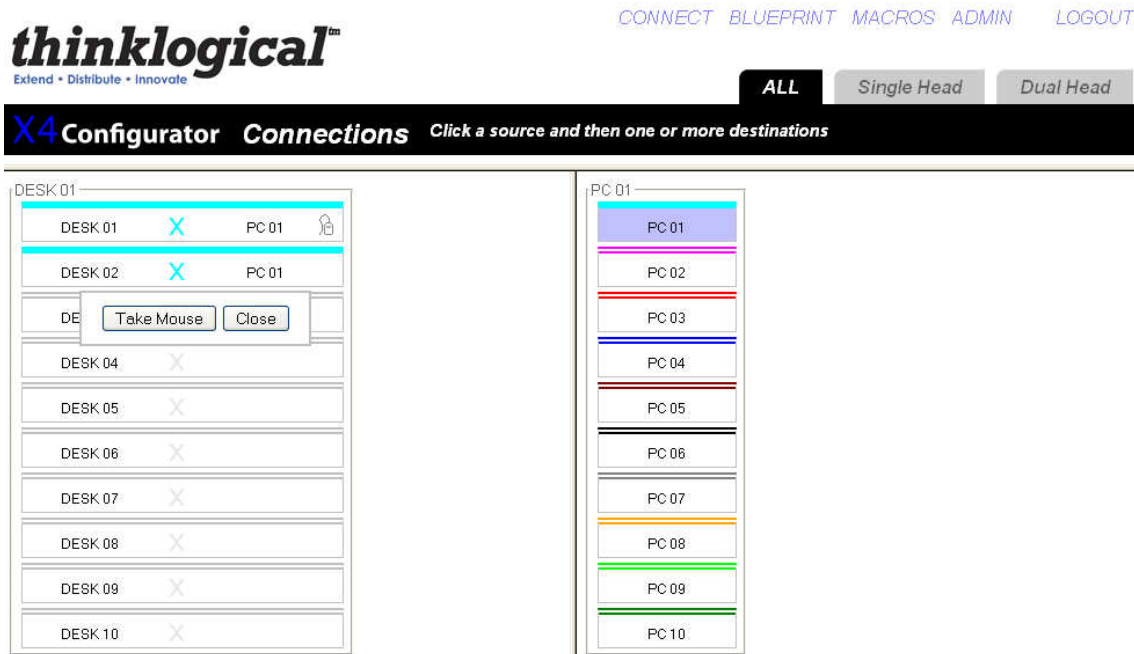 CONNECT BLUEPRINT MACROS ADMIN LOGOUT
thinklogical™
Extend • Distribute • Innovate
ALL Single Head Dual Head
X4 Configurator Connections Click a source and then one or more destinations
DESK 01
DESK 01 X PC 01
DESK 02 X PC 01
DE
Take Mouse Close
DESK 04 X
DESK 05 X
DESK 06 X
DESK 07 X
DESK 08 X
DESK 09 X
DESK 10 X
PC 01
PC 01
PC 02
PC 03
PC 04
PC 05
PC 06
PC 07
PC 08
PC 09
PC 10